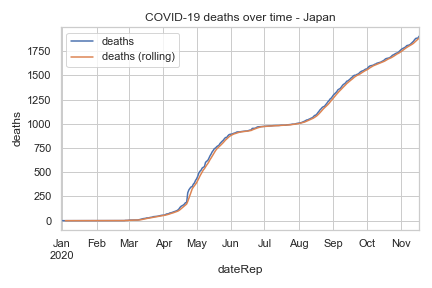 COVID-19 deaths over time - Japan
deaths
deaths (rolling)
1750
1500
1250
1000
750
500
250
0
deaths
Jan Feb Mar Apr May Jun Jul Aug Sep Oct Nov
2020
dateRep